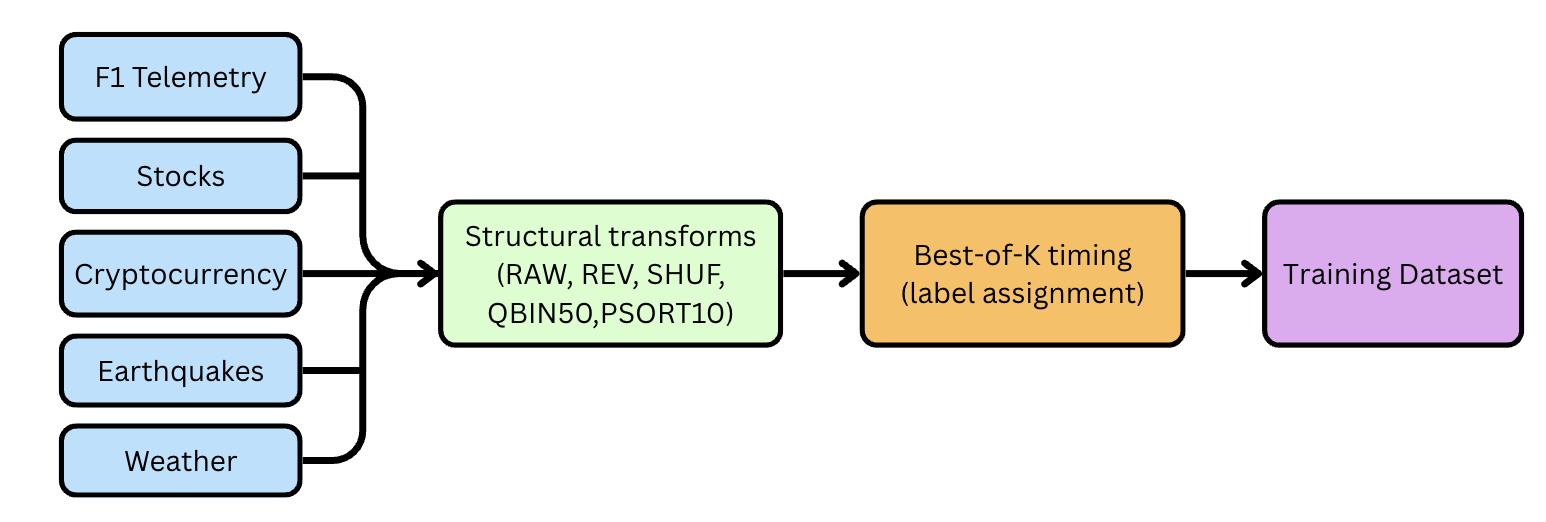 F1 Telemetry
Stocks
Cryptocurrency
Earthquakes
Weather
Structural transforms
(RAW, REV, SHUF,
QBIN50,PSORT10)
Best-of-K timing
(label assignment)
Training Dataset